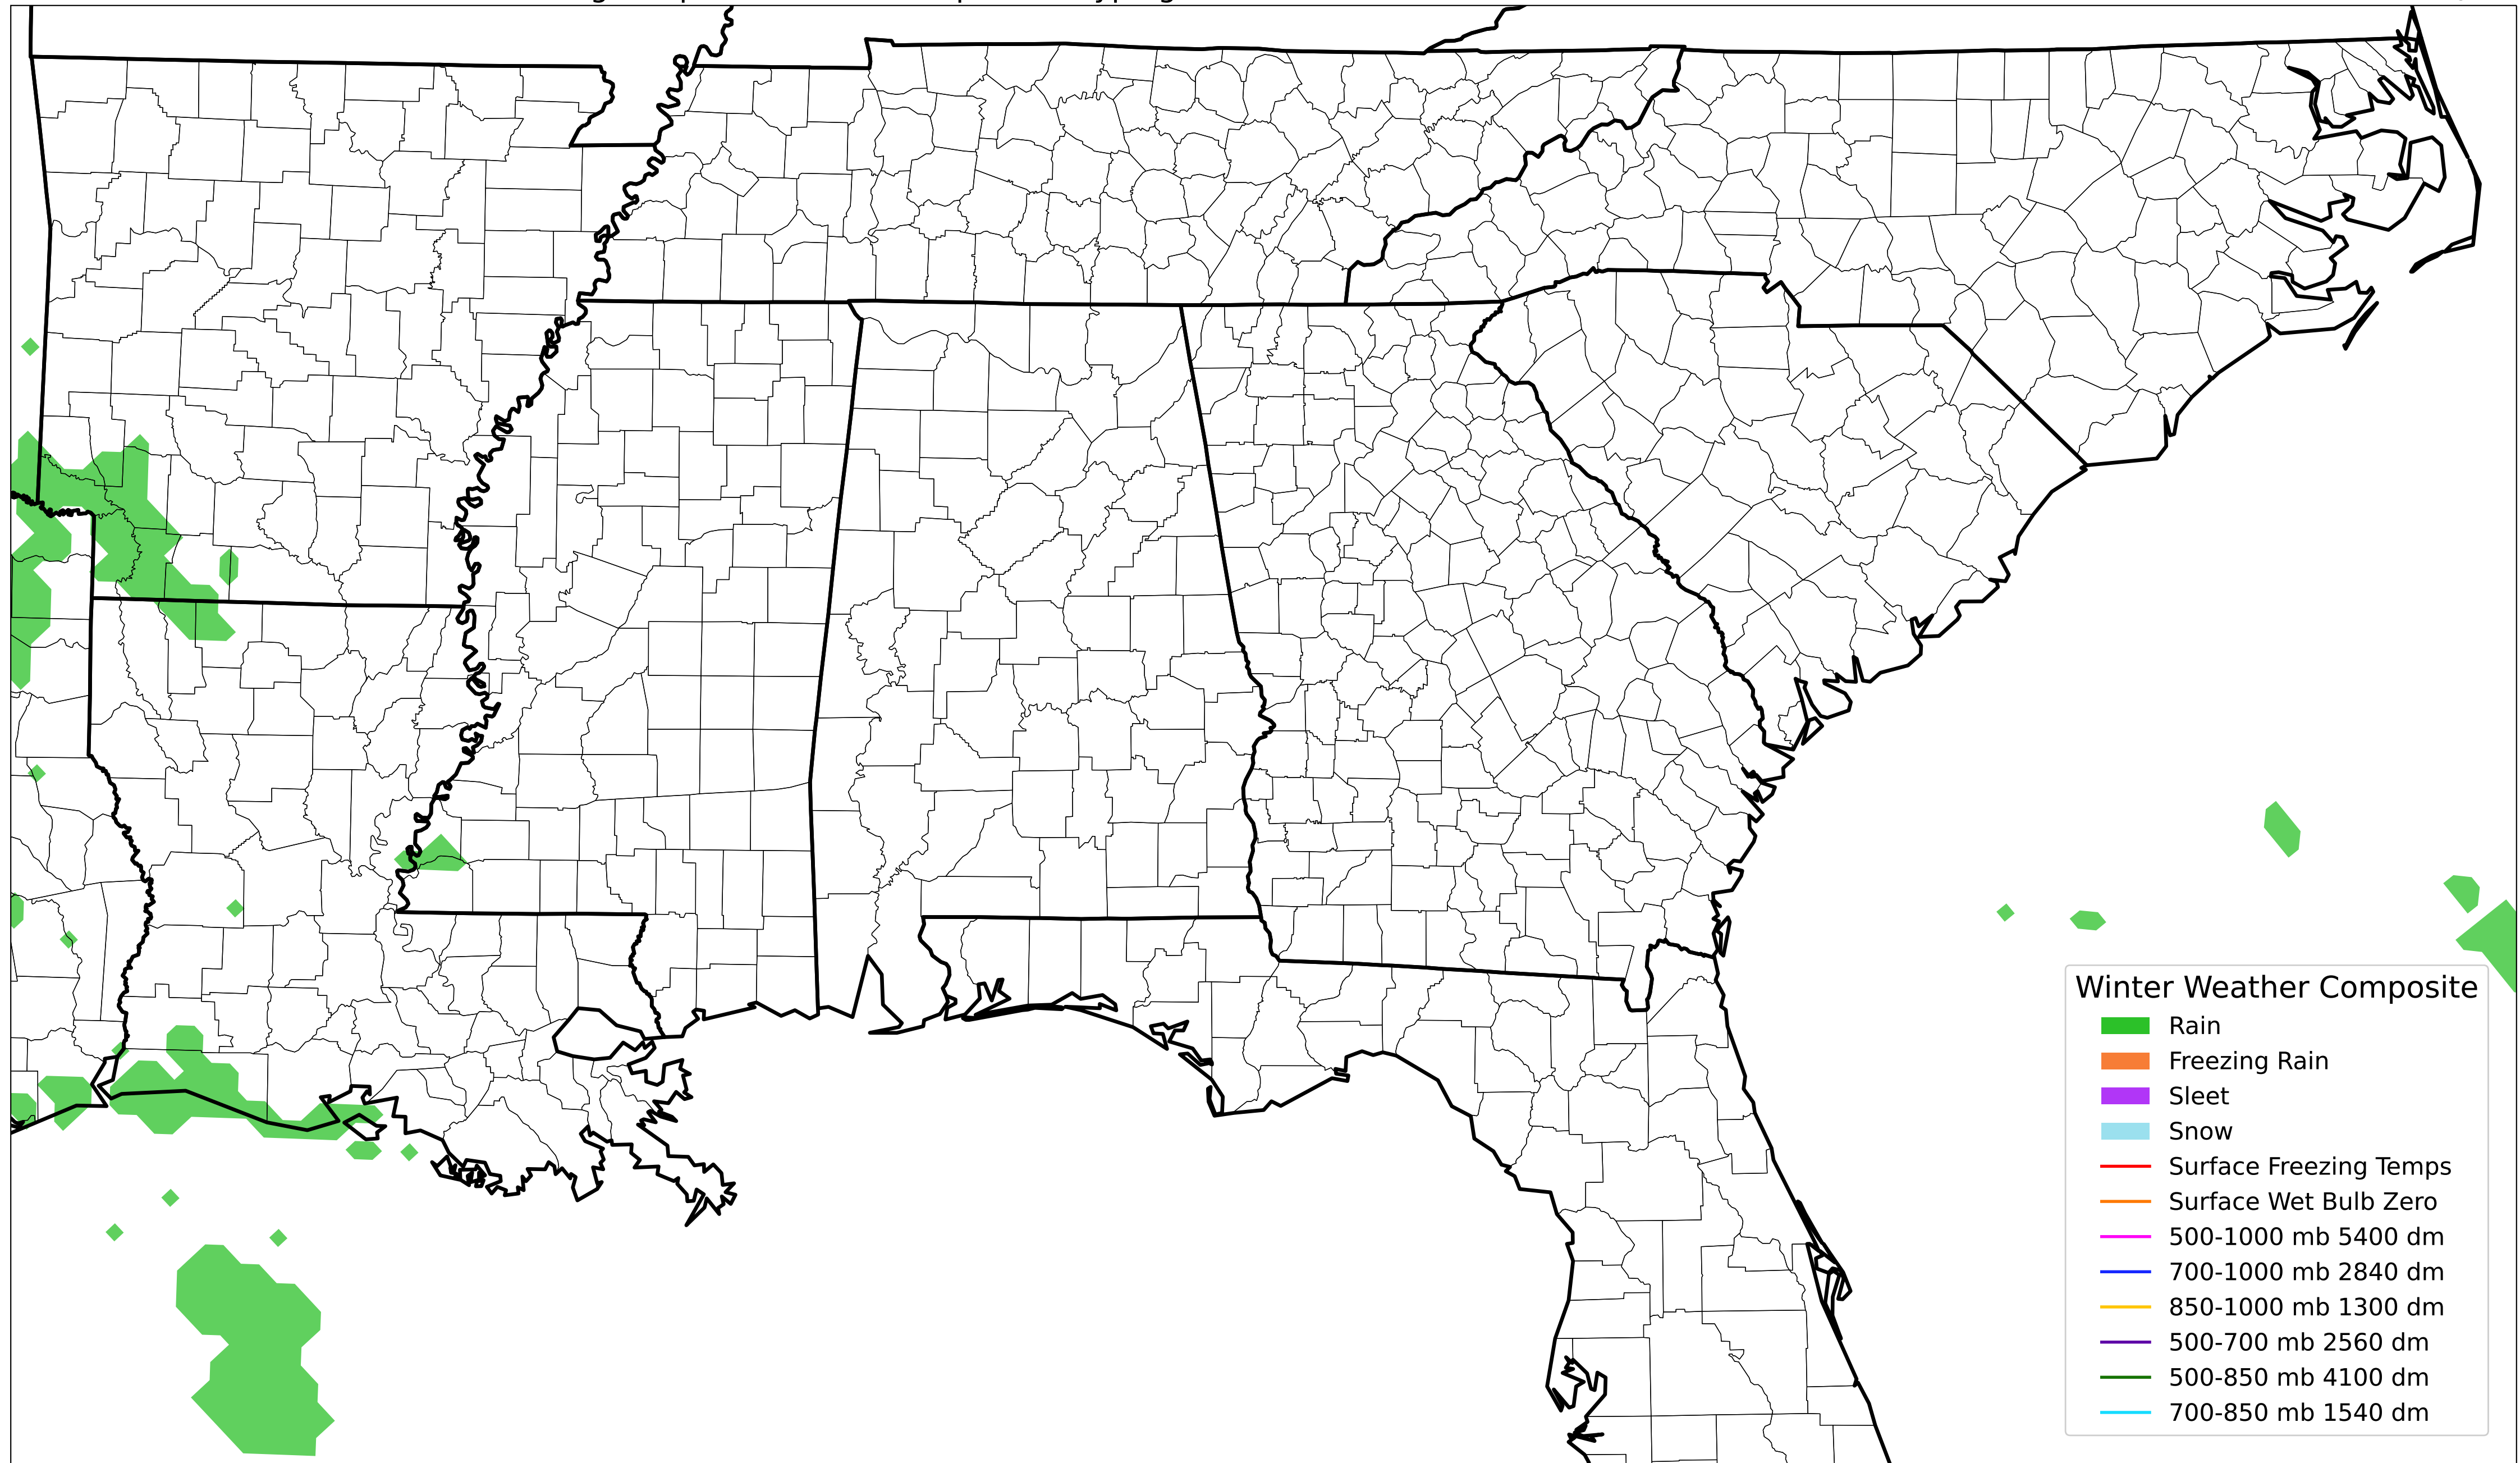 Winter Weather Composite
Rain
Freezing Rain
Sleet
Snow
Surface Freezing Temps
Surface Wet Bulb Zero
500-1000 mb 5400 dm
700-1000 mb 2840 dm
850-1000 mb 1300 dm
500-700 mb 2560 dm
500-850 mb 4100 dm
700-850 mb 1540 dm